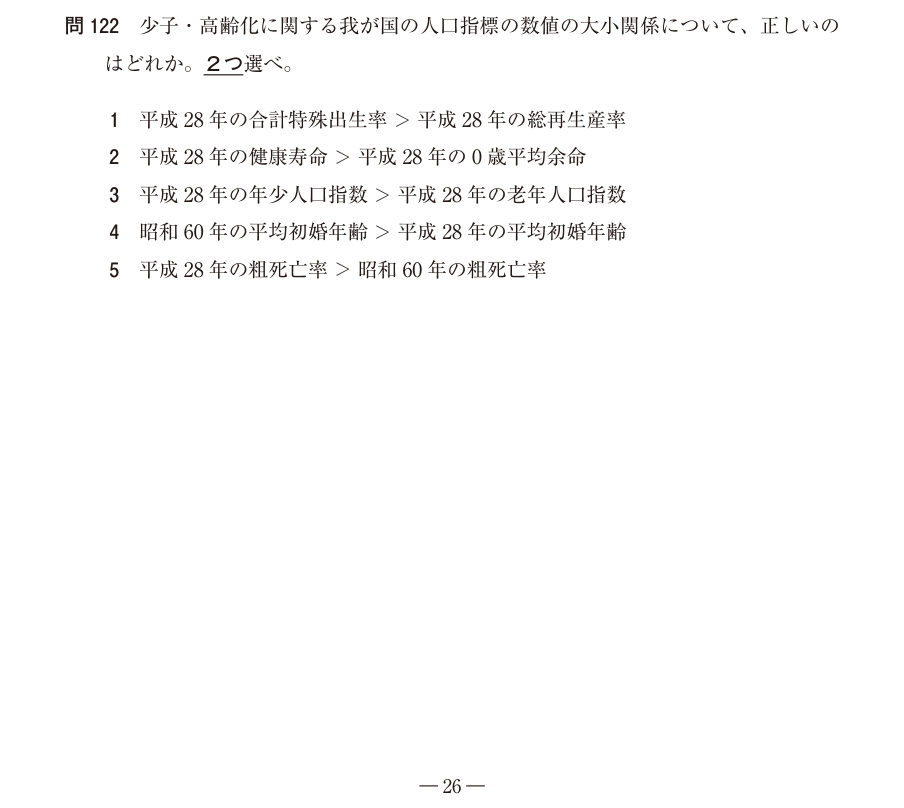 問 122　少子・高齢化に関する我が国の人口指標の数値の大小関係について、正しいの
はどれか。２つ選べ。
1　平成 28 年の合計特殊出生率 ＞ 平成 28 年の総再生産率
2　平成 28 年の健康寿命 ＞ 平成 28 年の 0 歳平均余命
3　平成 28 年の年少人口指数 ＞ 平成 28 年の老年人口指数
4　昭和 60 年の平均初婚年齢 ＞ 平成 28 年の平均初婚年齢
5　平成 28 年の粗死亡率 ＞ 昭和 60 年の粗死亡率
— 26 —